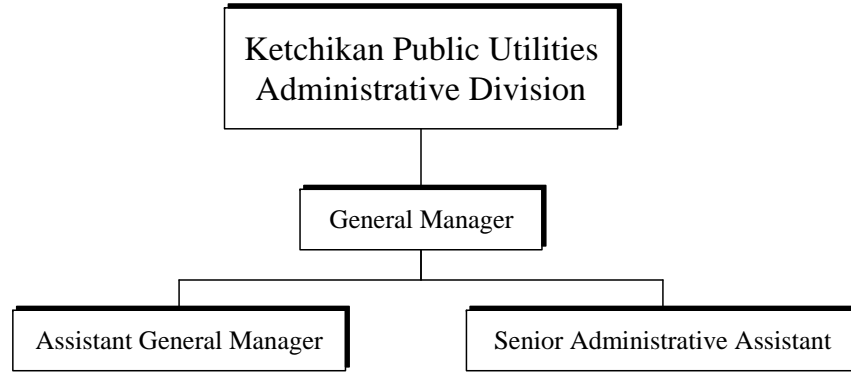 Ketchikan Public Utilities
Administrative Division
General Manager
Assistant General Manager
Senior Administrative Assistant